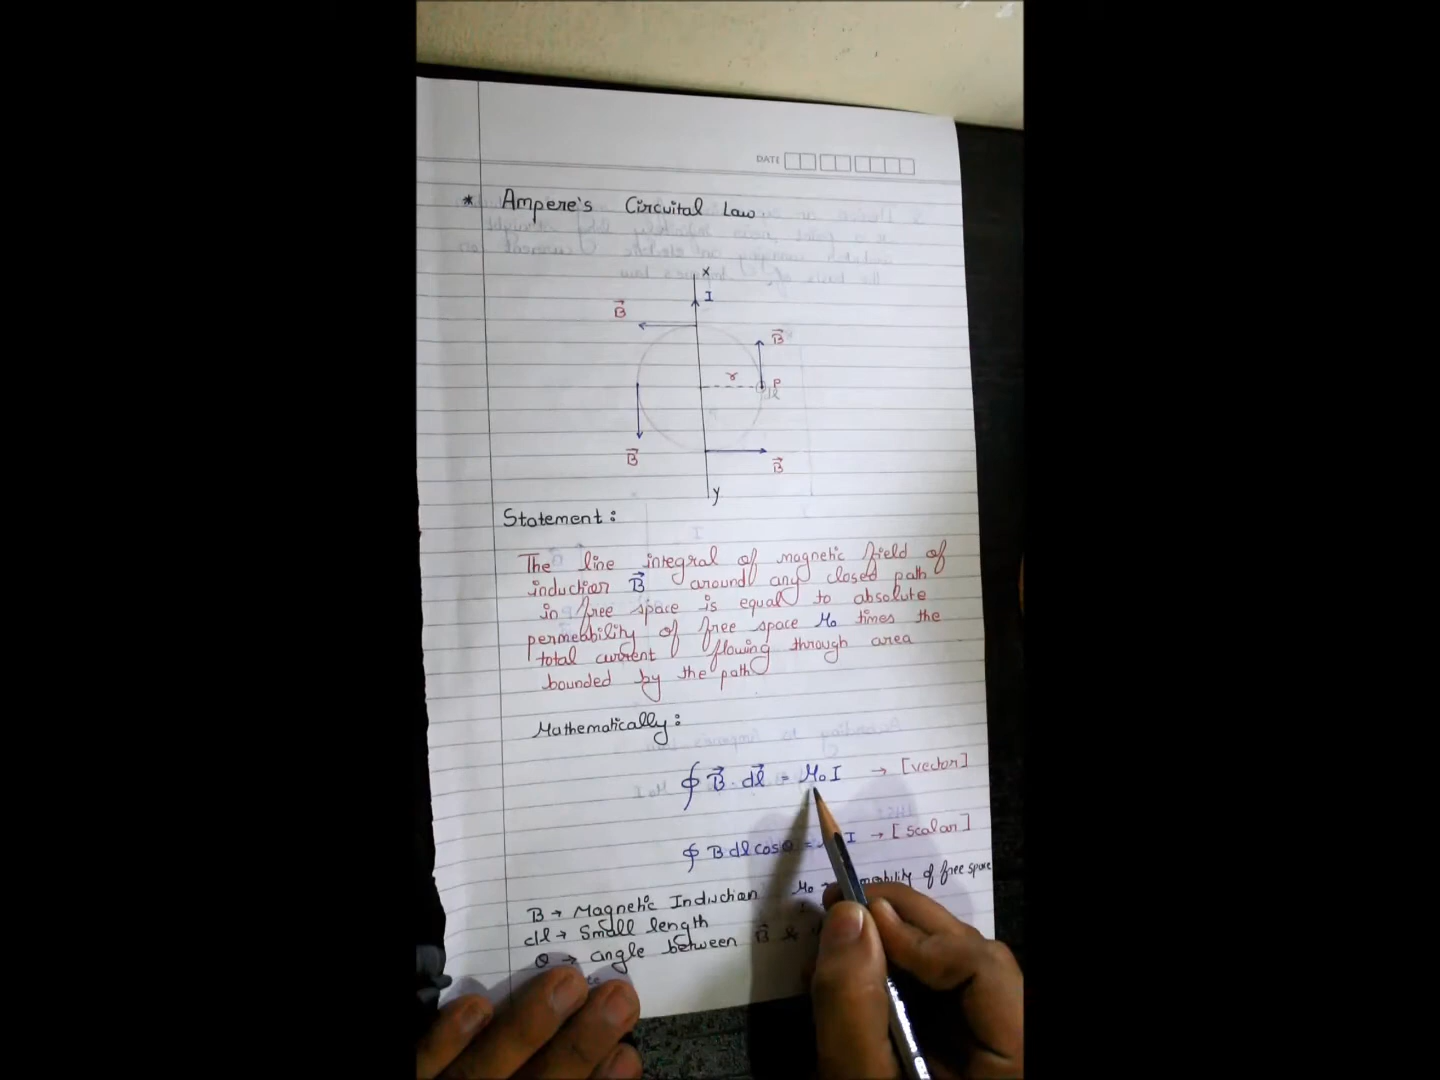 DATE
* Ampere's Circuital Law
x
I
B⃗
B⃗
r P
dl
B⃗
B⃗
y
Statement :
The line integral of magnetic field of
induction B⃗ around any closed path
in free space is equal to absolute
permeability of free space μ₀ times the
total current flowing through area
bounded by the path
Mathematically :
∮ B⃗ . dl⃗ = μ₀I → [vector]
∮ B dl cosθ = I → [scalar]
B → Magnetic Induction μ₀ → of free space
dl → Small length
θ → angle between B⃗ &